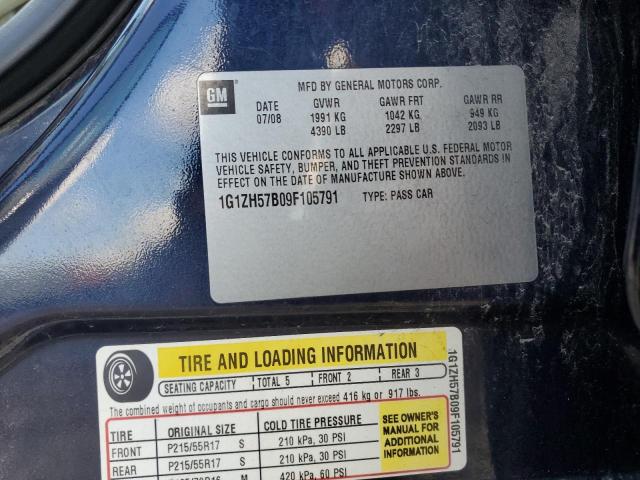 GM
MFD BY GENERAL MOTORS CORP.
DATE GVWR GAWR FRT GAWR RR
07/08 1991 KG 1042 KG 949 KG
4390 LB 2297 LB 2093 LB
THIS VEHICLE CONFORMS TO ALL APPLICABLE U.S. FEDERAL MOTOR
VEHICLE SAFETY, BUMPER, AND THEFT PREVENTION STANDARDS IN
EFFECT ON THE DATE OF MANUFACTURE SHOWN ABOVE.
1G1ZH57B09F105791 TYPE: PASS CAR
TIRE AND LOADING INFORMATION
SEATING CAPACITY TOTAL 5 FRONT 2 REAR 3
The combined weight of occupants and cargo should never exceed 416 kg or 917 lbs.
TIRE ORIGINAL SIZE COLD TIRE PRESSURE
FRONT P215/55R17 S 210 kPa, 30 PSI
REAR P215/55R17 S 210 kPa, 30 PSI
M 420 kPa, 60 PSI
SEE OWNER'S
MANUAL FOR
ADDITIONAL
INFORMATION
1G1ZH57B09F105791